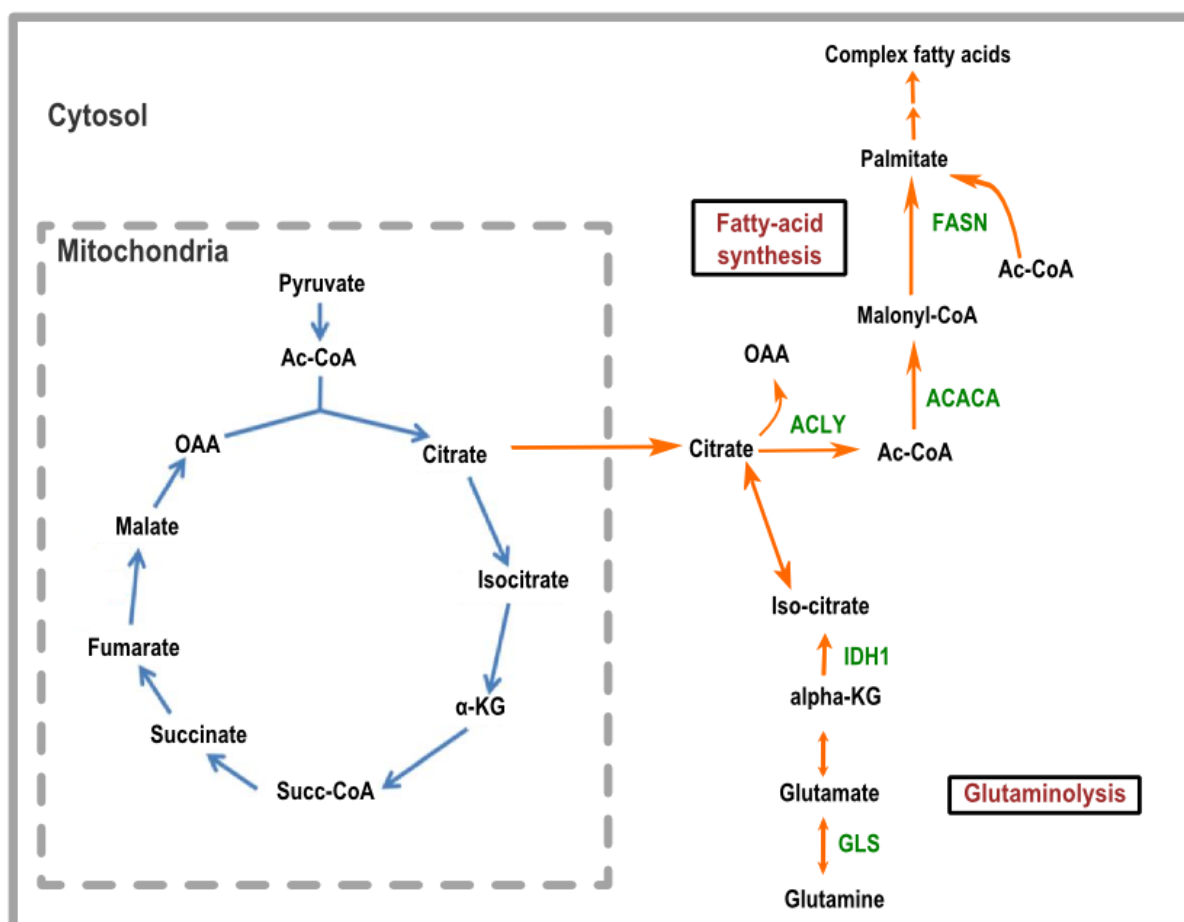 Complex fatty acids
Cytosol
Palmitate
Fatty-acid
synthesis
FASN
Mitochondria
Ac-CoA
Pyruvate
Malonyl-CoA
Ac-CoA
OAA
ACACA
ACLY
OAA
Citrate
Citrate
Ac-CoA
Malate
Isocitrate
Iso-citrate
Fumarate
IDH1
α-KG
alpha-KG
Succinate
Succ-CoA
Glutamate
Glutaminolysis
GLS
Glutamine